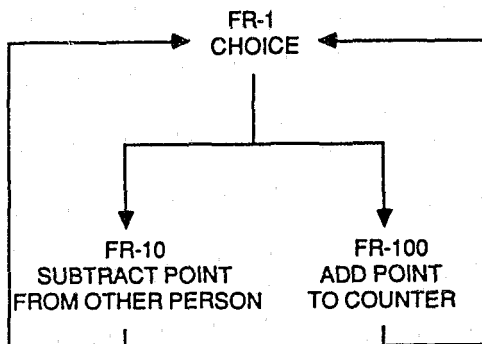 FR-1
CHOICE
FR-10
SUBTRACT POINT
FROM OTHER PERSON
FR-100
ADD POINT
TO COUNTER